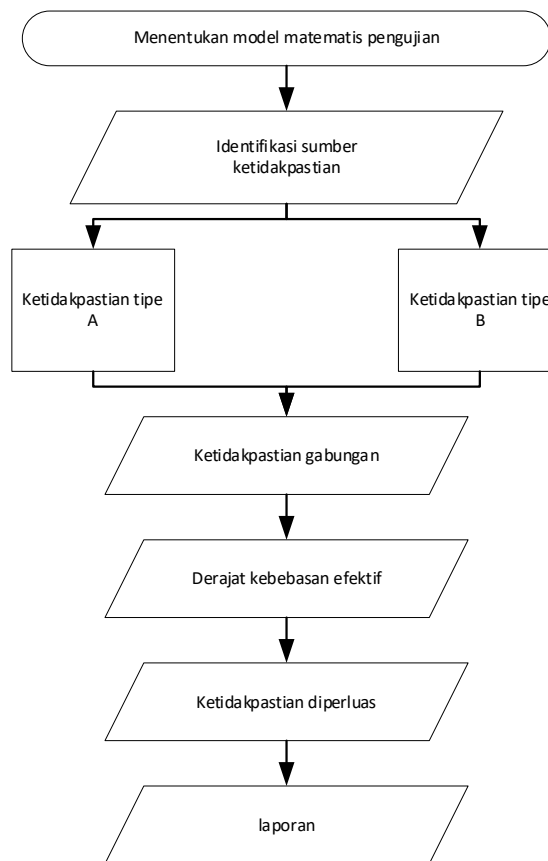 Menentukan model matematis pengujian
Identifikasi sumber
ketidakpastian
Ketidakpastian tipe
A
Ketidakpastian tipe
B
Ketidakpastian gabungan
Derajat kebebasan efektif
Ketidakpastian diperluas
laporan